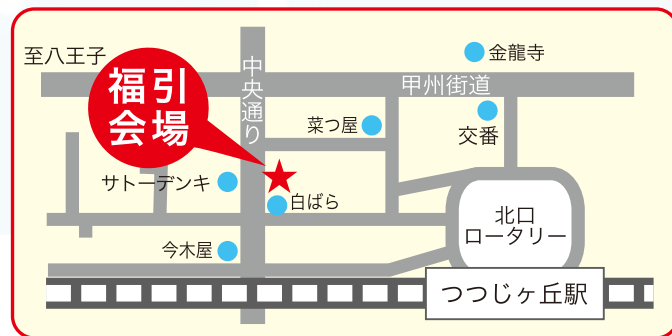 至八王子
福引
会場
中央通り
金龍寺
甲州街道
菜つ屋
交番
サトーデンキ
白ばら
北口
ロータリー
今木屋
つつじヶ丘駅